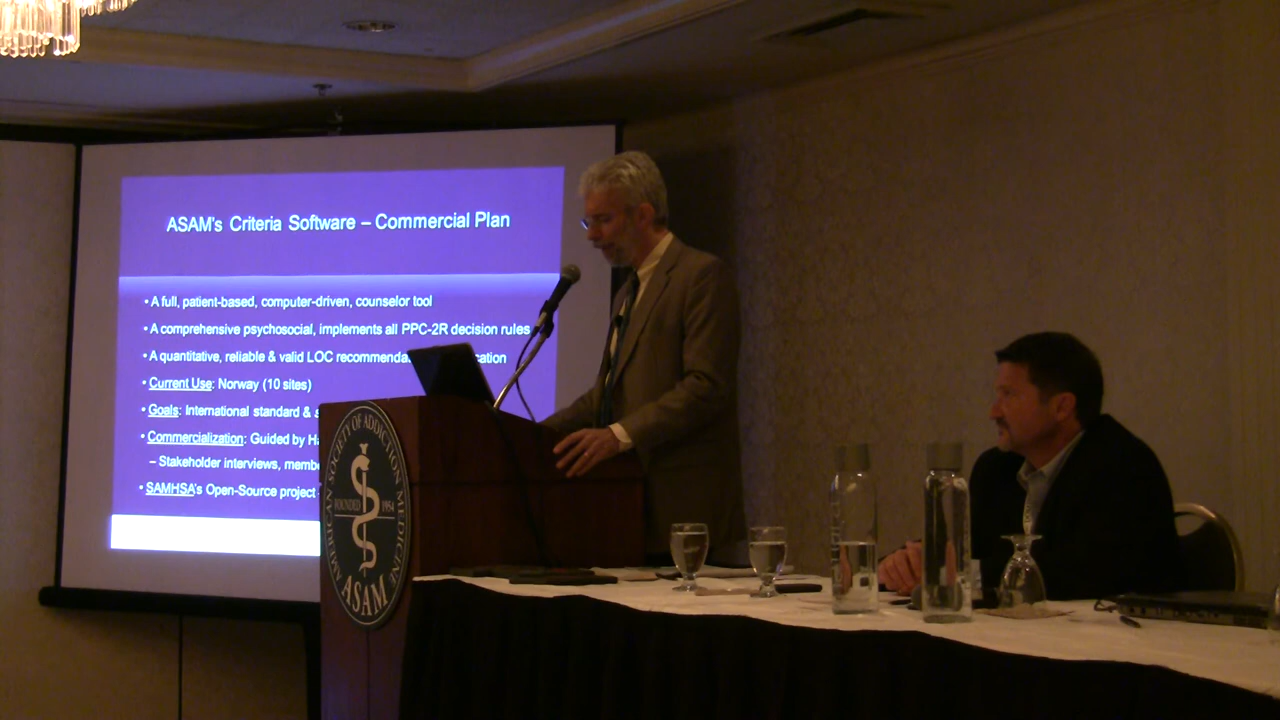 ASAM's Criteria Software – Commercial Plan
• A full, patient-based, computer-driven, counselor tool
• A comprehensive psychosocial, implements all PPC-2R decision rules
• A quantitative, reliable & valid LOC
• Current Use: Norway (10 sites)
• Goals: International standard &
• Commercialization: Guided by
– Stakeholder interviews,
• SAMHSA's Open-Source project
AMERICAN SOCIETY OF ADDICTION MEDICINE
FOUNDED 1954
ASAM